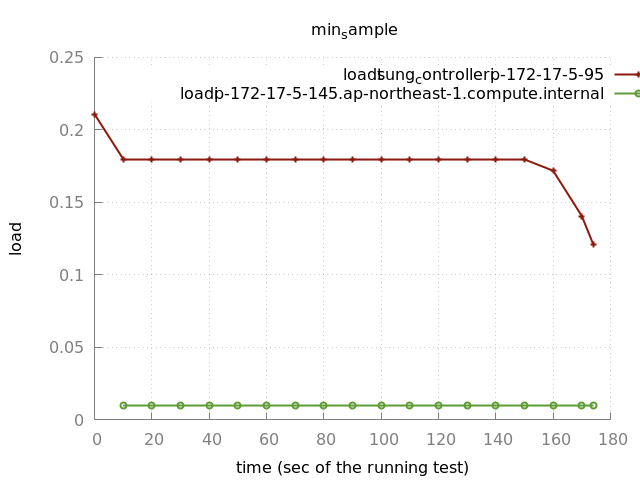 min_sample
0.25
loadtsung_controllerip-172-17-5-95
loadip-172-17-5-145.ap-northeast-1.compute.internal
0.2
0.15
load
0.1
0.05
0
0 20 40 60 80 100 120 140 160 180
time (sec of the running test)